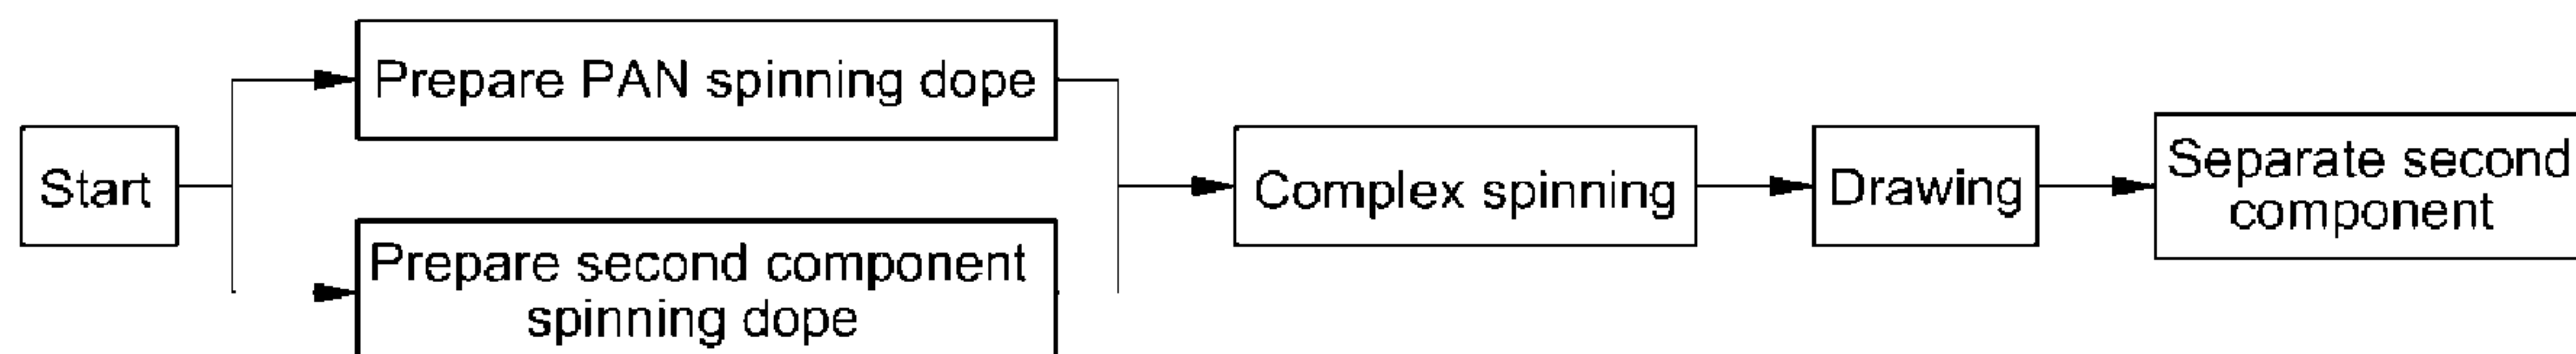 Start
Prepare PAN spinning dope
Prepare second component
spinning dope
Complex spinning
Drawing
Separate second
component